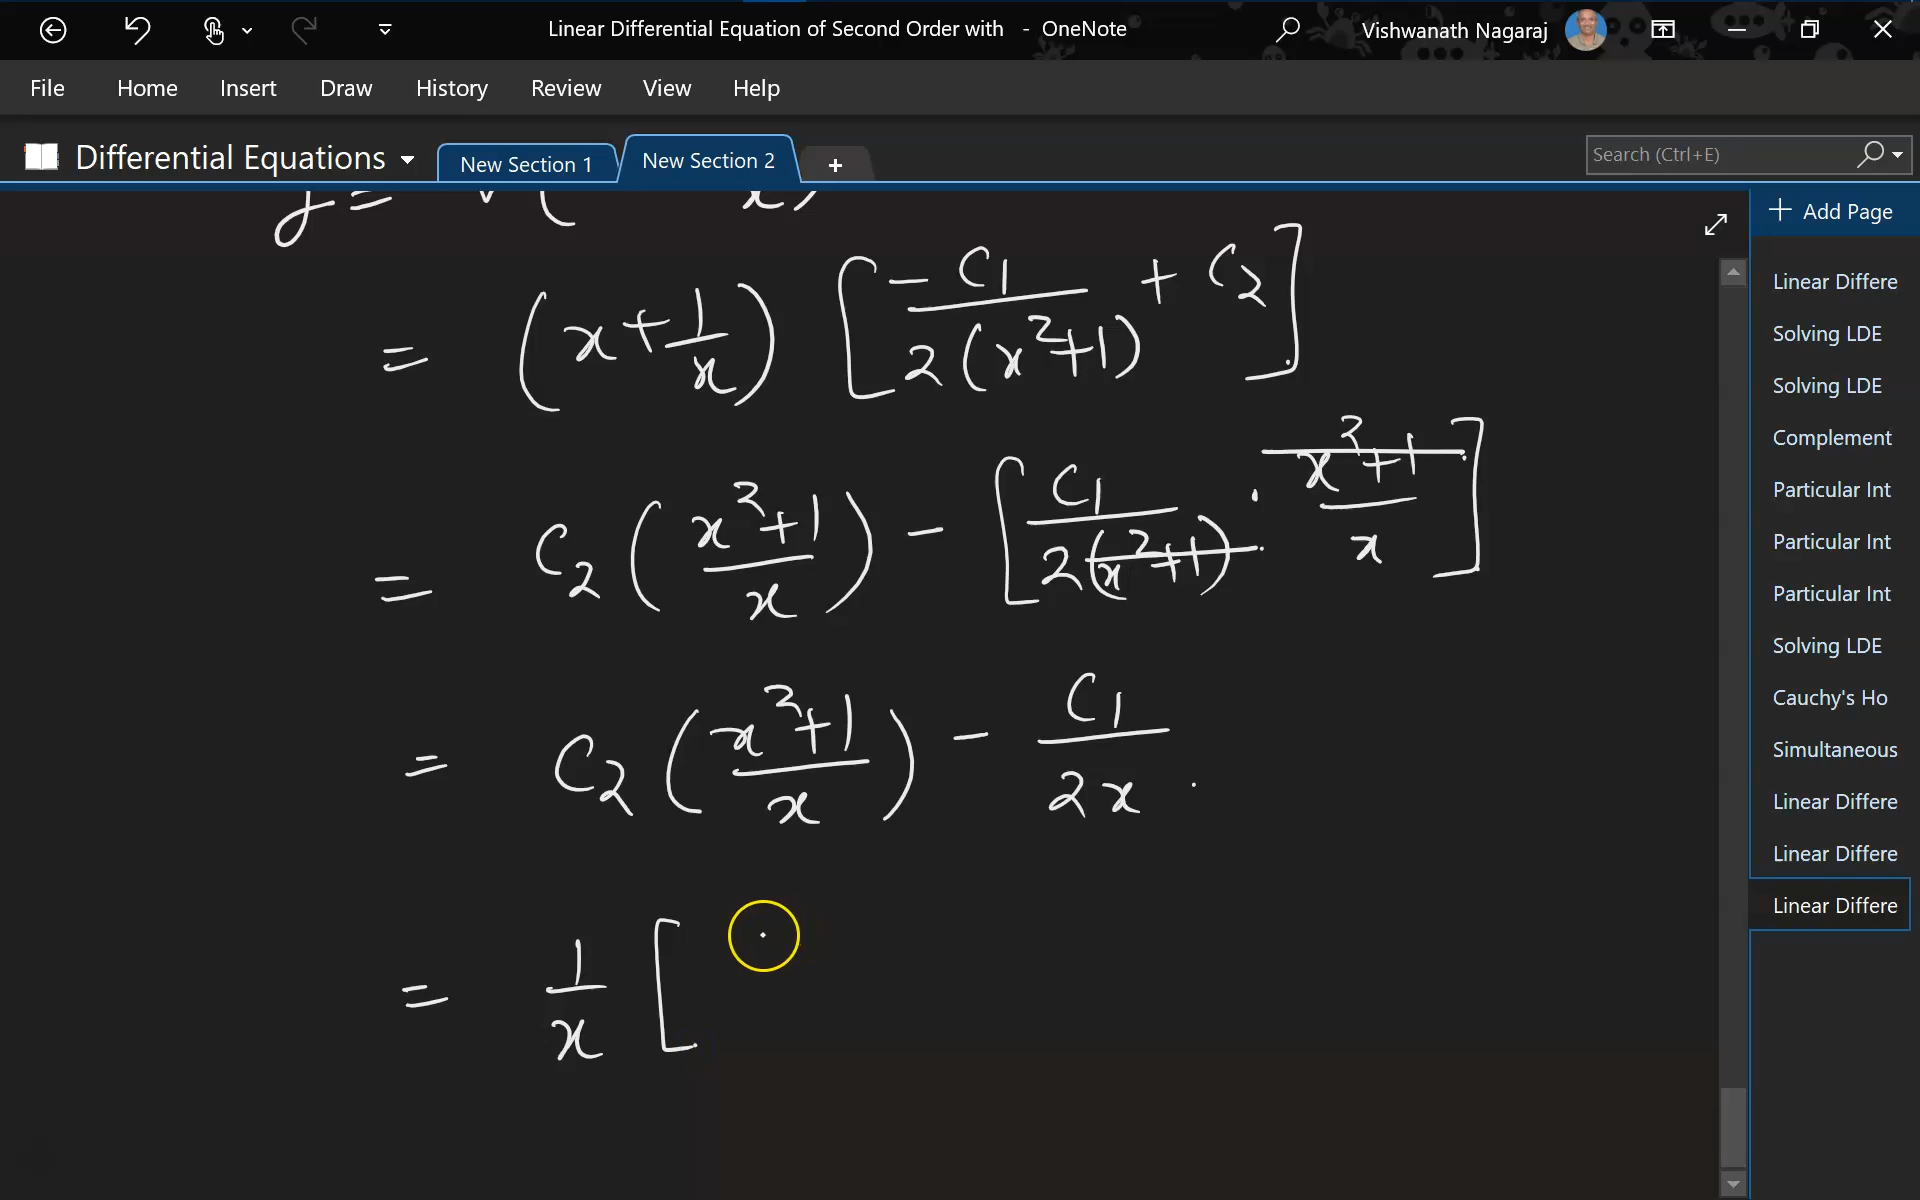 Linear Differential Equation of Second Order with - OneNote
Vishwanath Nagaraj
File Home Insert Draw History Review View Help
Differential Equations
New Section 1
New Section 2
+
Search (Ctrl+E)
+ Add Page
Linear Differe
Solving LDE
Solving LDE
Complement
Particular Int
Particular Int
Particular Int
Solving LDE
Cauchy's Ho
Simultaneous
Linear Differe
Linear Differe
Linear Differe
y =
= (x + 1/x) [-C1/2(x²+1) + C2]
= C2 (x²+1/x) - [C1/2(x²+1) · x²+1/x]
= C2 (x²+1/x) - C1/2x .
= 1/x [